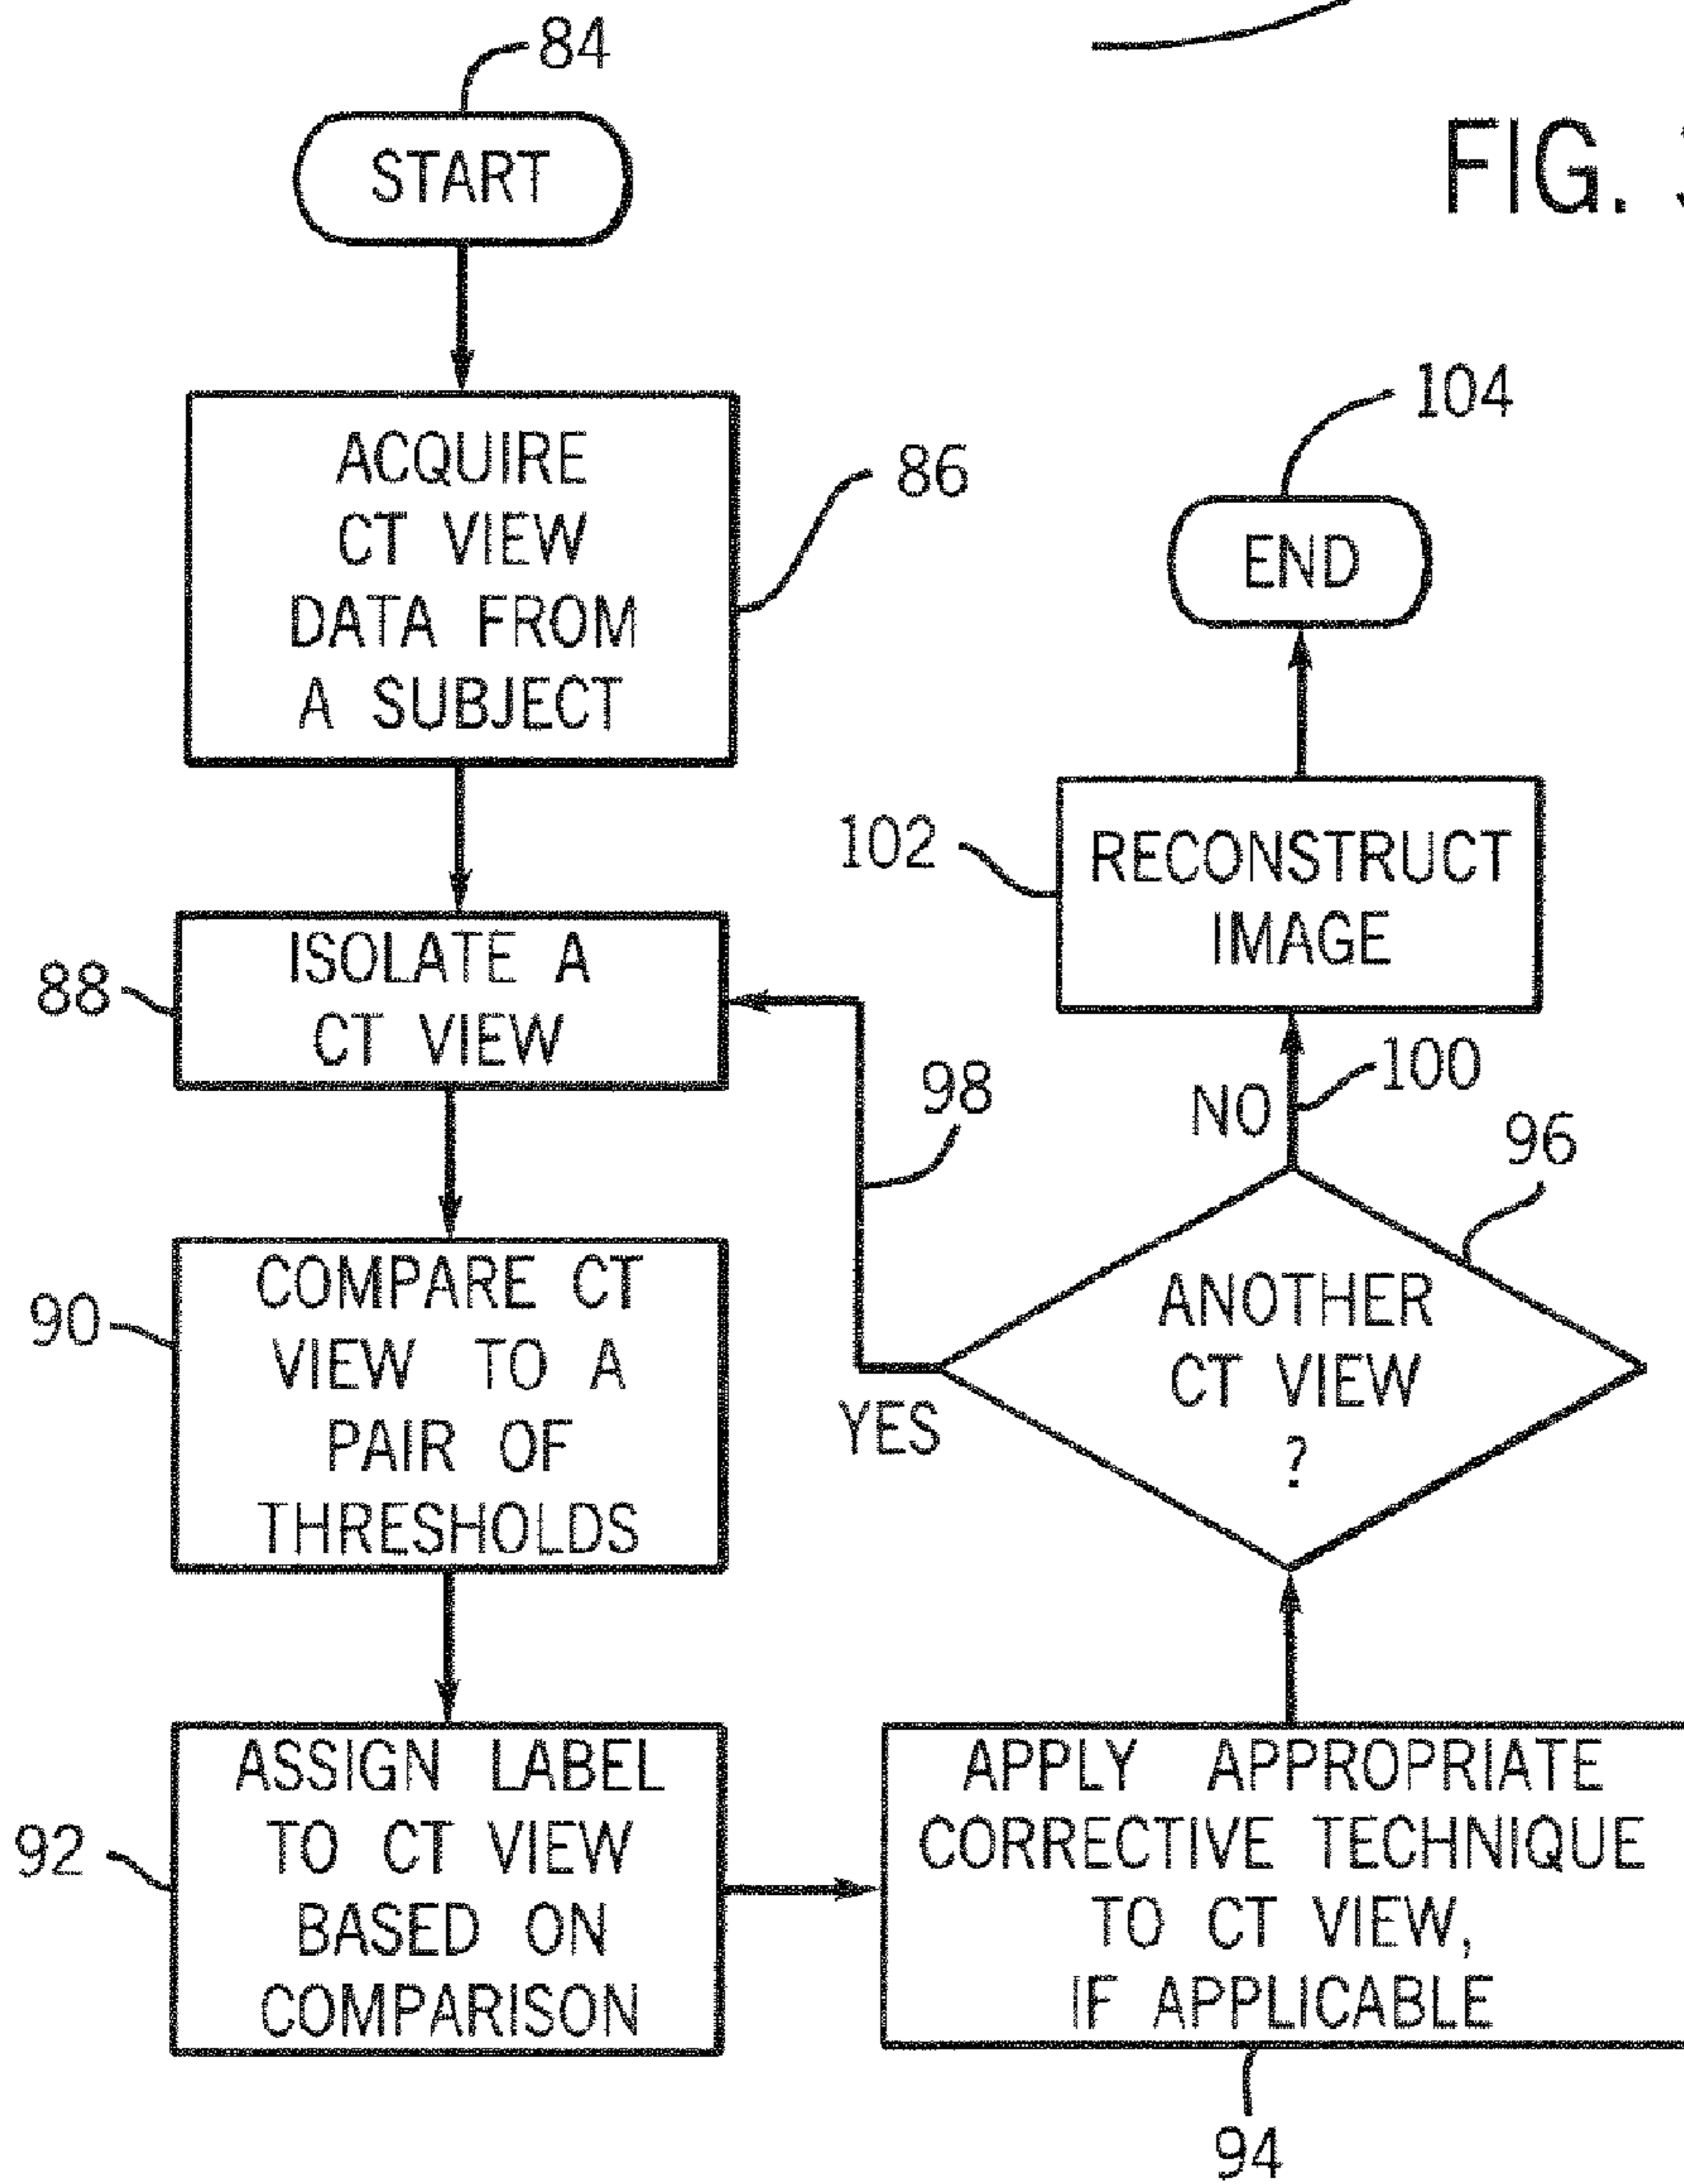 84
START
FIG.
ACQUIRE
CT VIEW
DATA FROM
A SUBJECT
86
ISOLATE A
CT VIEW
88
COMPARE CT
VIEW TO A
PAIR OF
THRESHOLDS
90
ASSIGN LABEL
TO CT VIEW
BASED ON
COMPARISON
92
APPLY APPROPRIATE
CORRECTIVE TECHNIQUE
TO CT VIEW,
IF APPLICABLE
94
ANOTHER
CT VIEW
?
96
YES
98
NO
100
RECONSTRUCT
IMAGE
102
END
104